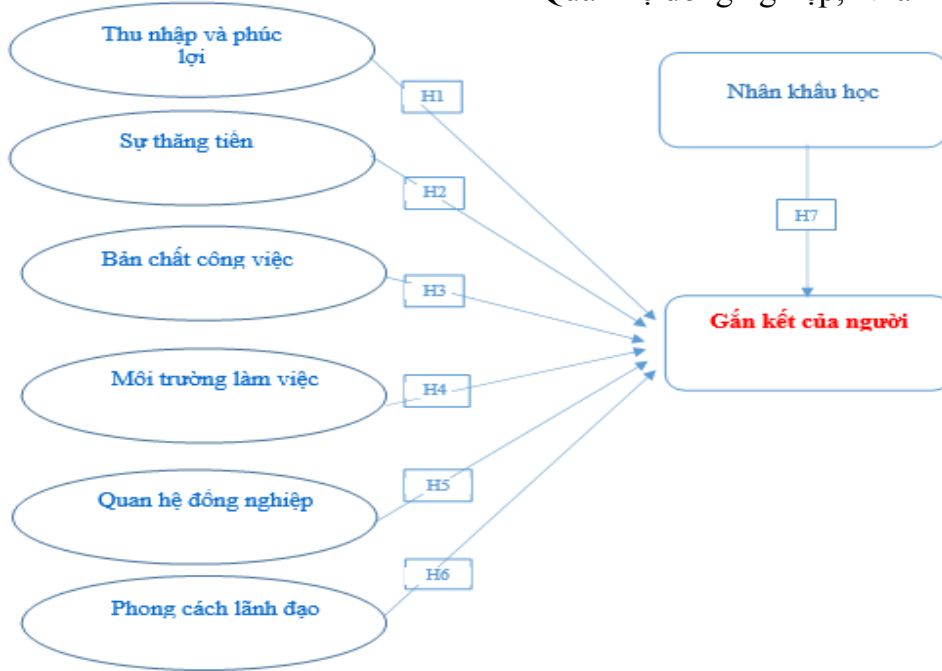 Thu nhập và phúc
lợi
H1
Nhân khẩu học
Sự thăng tiến
H2
H7
Bản chất công việc
H3
Gắn kết của người
Môi trường làm việc
H4
Quan hệ đồng nghiệp
H5
Phong cách lãnh đạo
H6